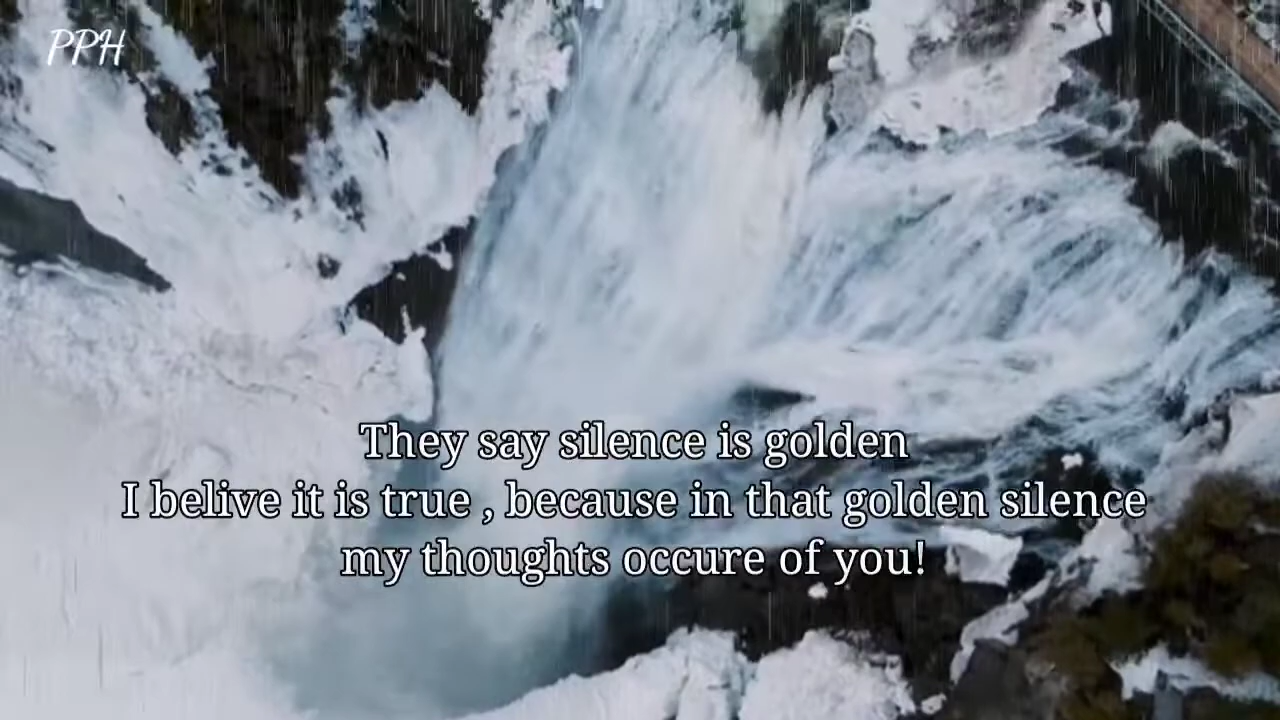 PPH
They say silence is golden
I belive it is true , because in that golden silence
my thoughts occure of you!